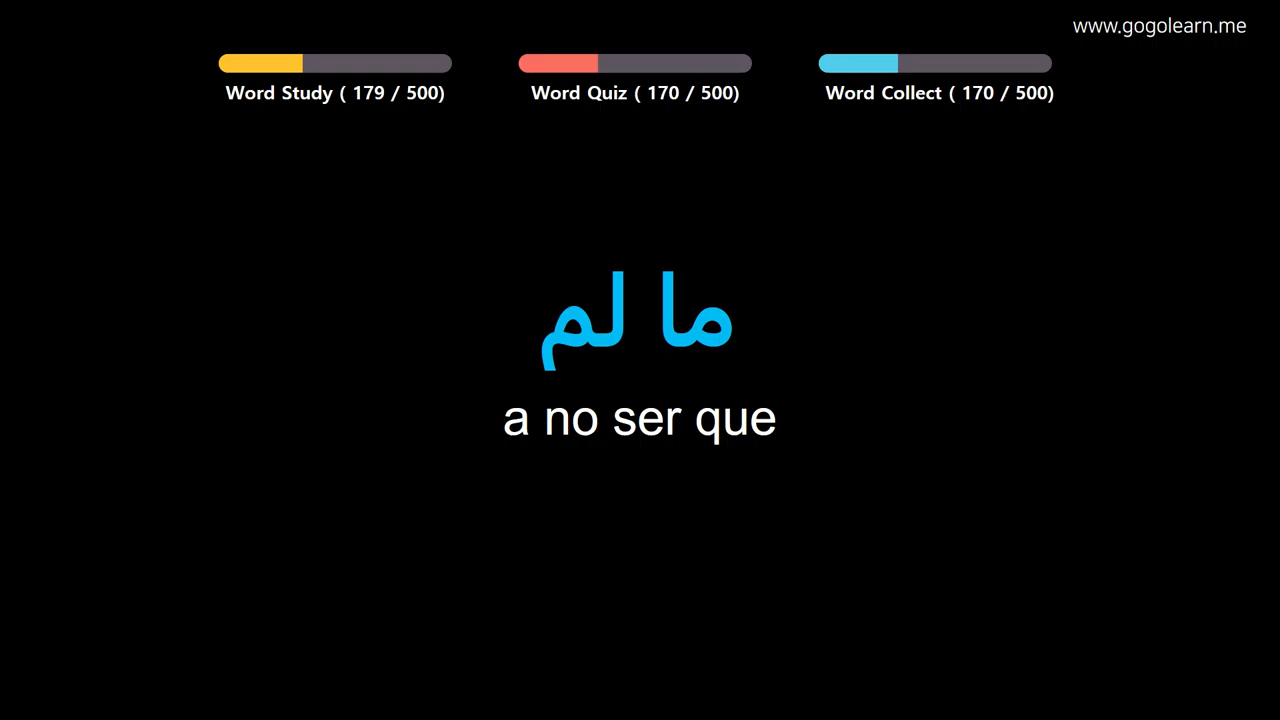 www.gogolearn.me
Word Study ( 179 / 500)
Word Quiz ( 170 / 500)
Word Collect ( 170 / 500)
ما لم
a no ser que